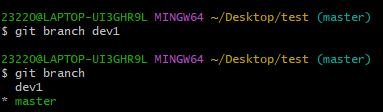 23220@LAPTOP-UI3GHR9L MINGW64 ~/Desktop/test (master)
$ git branch dev1
23220@LAPTOP-UI3GHR9L MINGW64 ~/Desktop/test (master)
$ git branch
dev1
* master